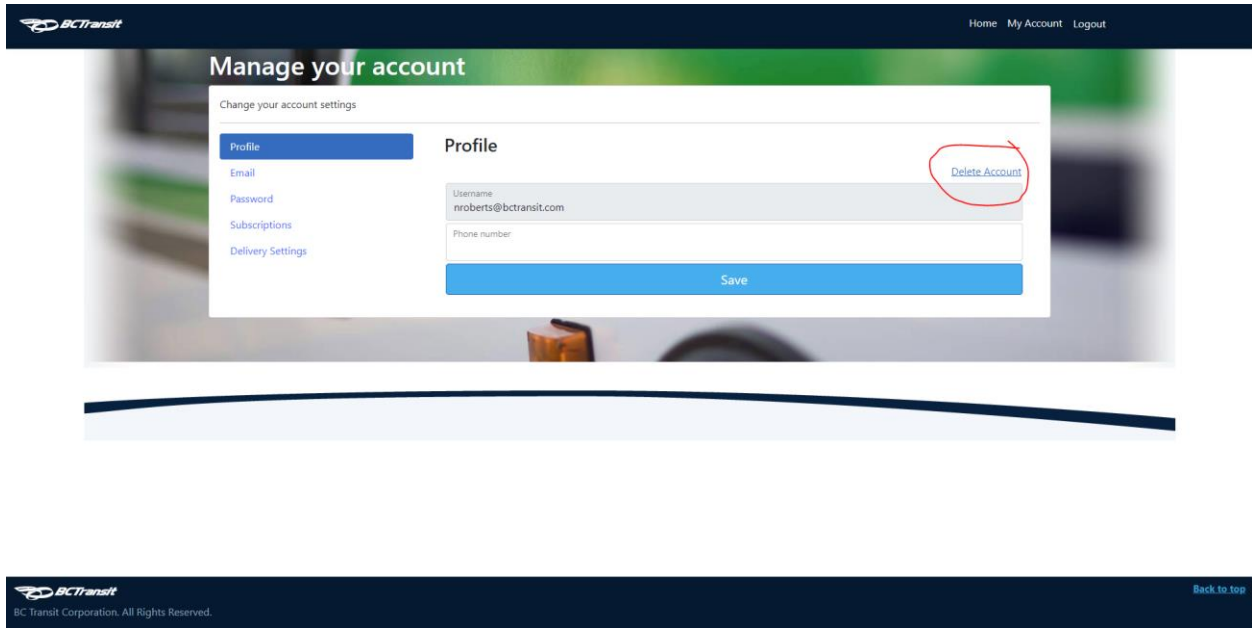 BCTransit
Home My Account Logout
Manage your account
Change your account settings
Profile
Email
Password
Subscriptions
Delivery Settings
Profile
Delete Account
Username
nroberts@bctransit.com
Phone number
Save
BCTransit
BC Transit Corporation. All Rights Reserved.
Back to top